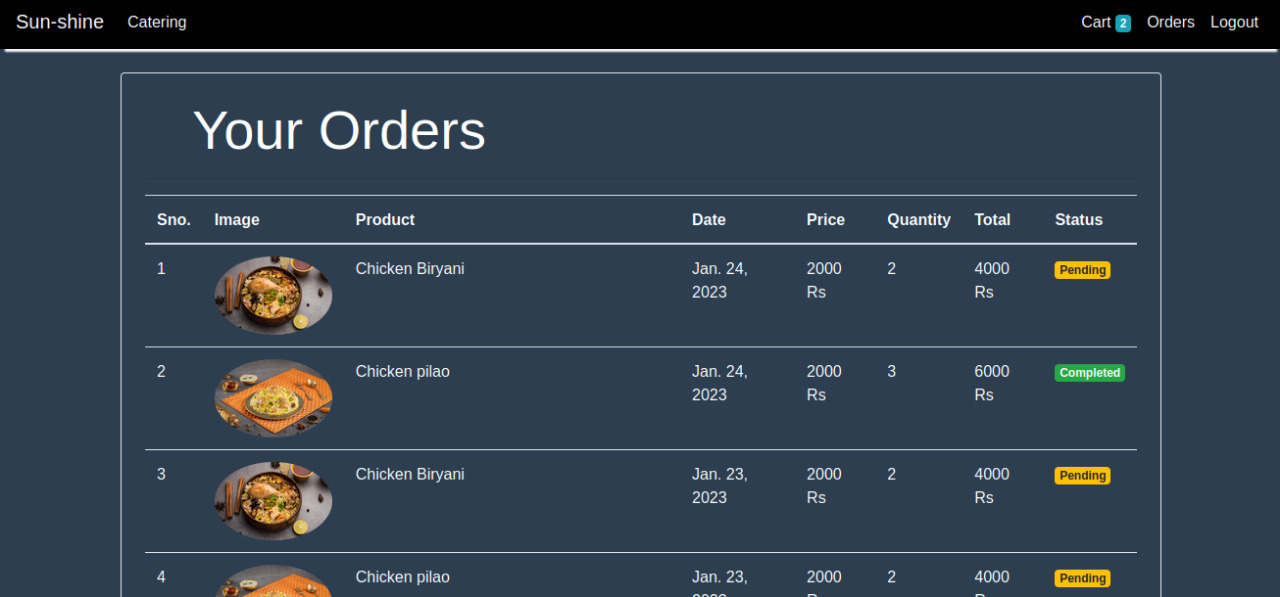 Sun-shine Catering Cart 2 Orders Logout
Your Orders
Sno. Image Product Date Price Quantity Total Status
1 Chicken Biryani Jan. 24, 2000 2 4000 Pending
2023 Rs Rs
2 Chicken pilao Jan. 24, 2000 3 6000 Completed
2023 Rs Rs
3 Chicken Biryani Jan. 23, 2000 2 4000 Pending
2023 Rs Rs
4 Chicken pilao Jan. 23, 2000 2 4000 Pending